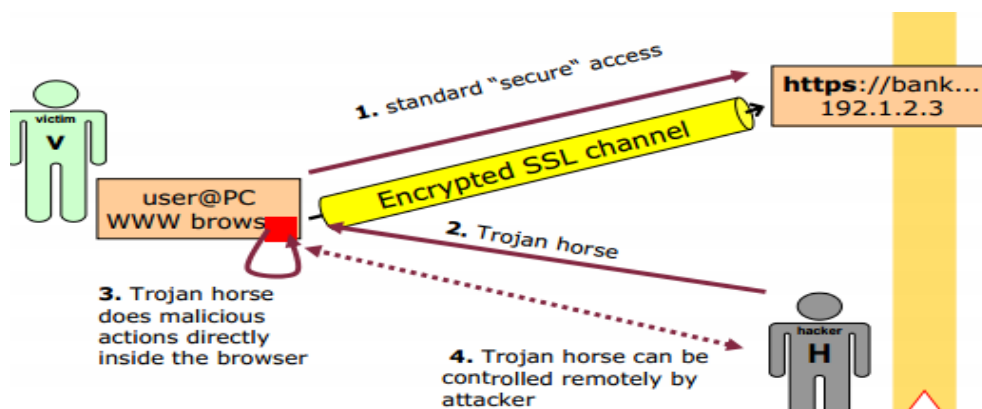 1. standard “secure“ access
https://bank...
192.1.2.3
victim
V
Encrypted SSL channel
user@PC
WWW brows
2. Trojan horse
3. Trojan horse
does malicious
actions directly
inside the browser
hacker
H
4. Trojan horse can be
controlled remotely by
attacker